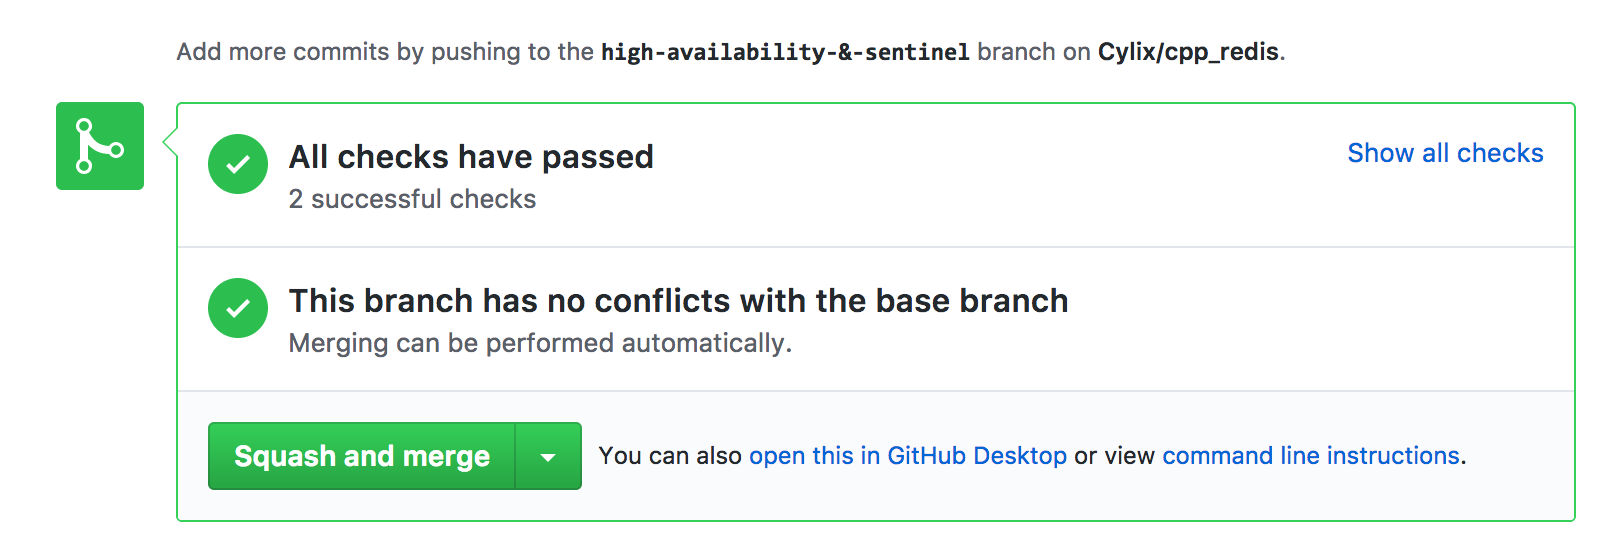 Add more commits by pushing to the high-availability-&-sentinel branch on Cylix/cpp_redis.
All checks have passed
Show all checks
2 successful checks
This branch has no conflicts with the base branch
Merging can be performed automatically.
Squash and merge
You can also open this in GitHub Desktop or view command line instructions.